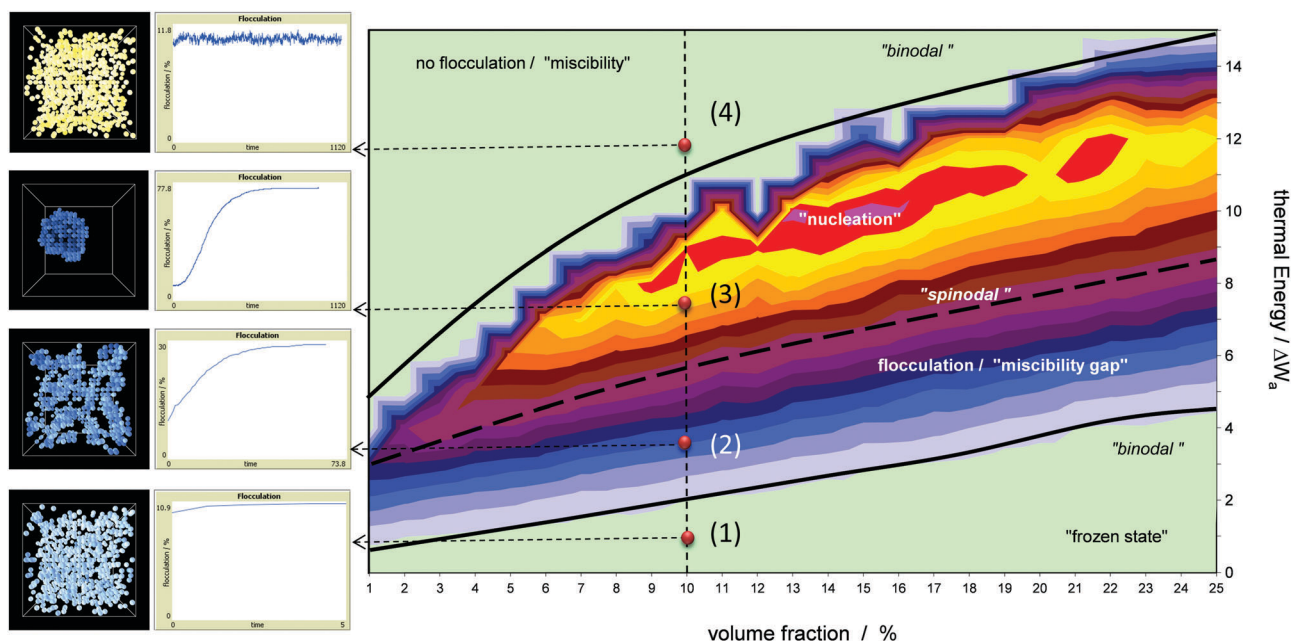 Flocculation
11.8
Flocculation / %
0
0
time
1120
Flocculation
77.8
Flocculation / %
0
0
time
1120
Flocculation
30
Flocculation / %
0
0
time
73.8
Flocculation
10.9
Flocculation / %
0
0
time
5
no flocculation / "miscibility"
"binodal "
(4)
"nucleation"
(3)
"spinodal "
flocculation / "miscibility gap"
(2)
"binodal "
(1)
"frozen state"
14
12
10
8
6
4
2
0
thermal Energy / ΔWa
1 2 3 4 5 6 7 8 9 10 11 12 13 14 15 16 17 18 19 20 21 22 23 24 25
volume fraction / %